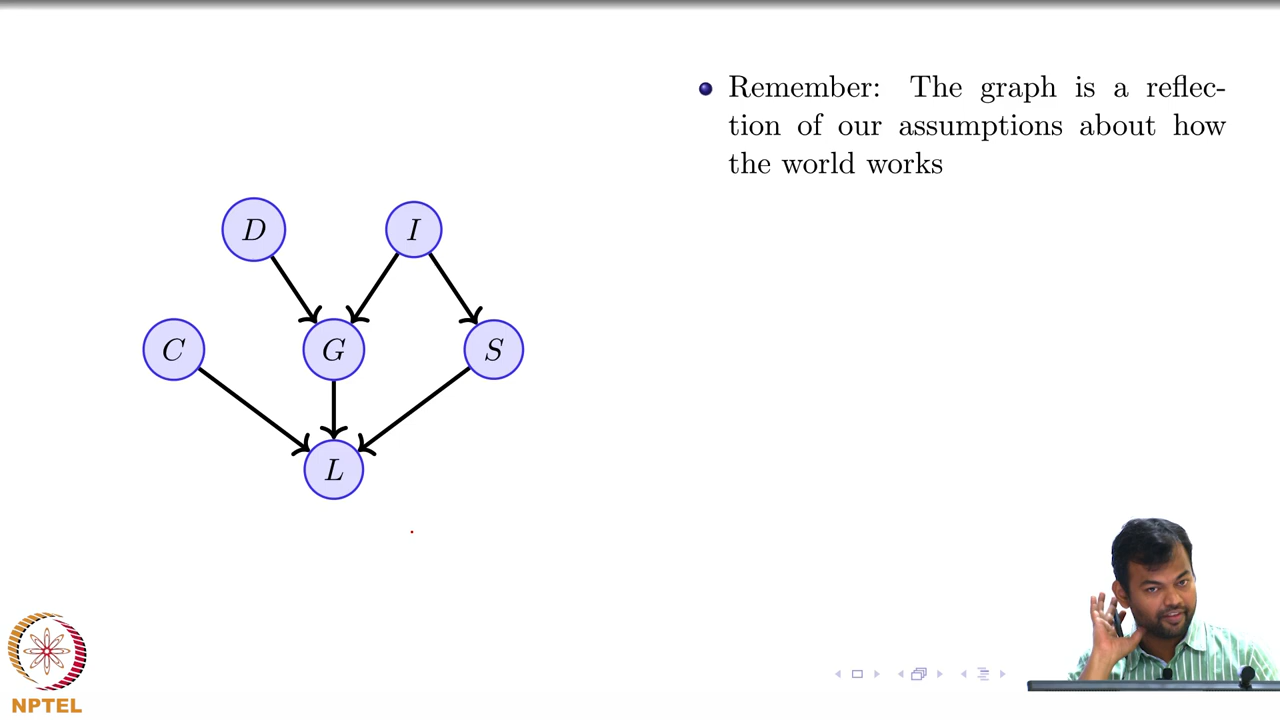 Remember: The graph is a reflec-
tion of our assumptions about how
the world works
D
I
C
G
S
L
NPTEL